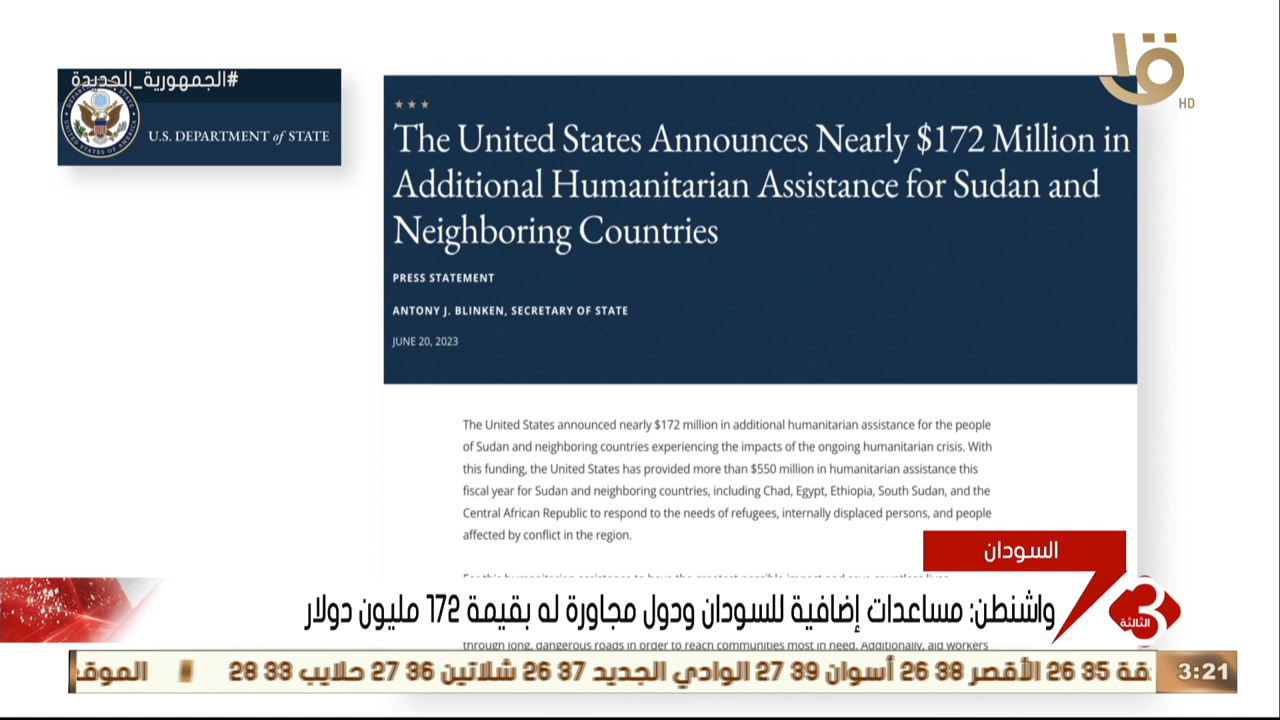 #الجمهورية_الجديدة
U.S. DEPARTMENT of STATE
HD
The United States Announces Nearly $172 Million in
Additional Humanitarian Assistance for Sudan and
Neighboring Countries
PRESS STATEMENT
ANTONY J. BLINKEN, SECRETARY OF STATE
JUNE 20, 2023
The United States announced nearly $172 million in additional humanitarian assistance for the people
of Sudan and neighboring countries experiencing the impacts of the ongoing humanitarian crisis. With
this funding, the United States has provided more than $550 million in humanitarian assistance this
fiscal year for Sudan and neighboring countries, including Chad, Egypt, Ethiopia, South Sudan, and the
Central African Republic to respond to the needs of refugees, internally displaced persons, and people
affected by conflict in the region.
السودان
واشنطن: مساعدات إضافية للسودان ودول مجاورة له بقيمة 172 مليون دولار
3 الثالثة
through long, dangerous roads in order to reach communities most in need. Additionally, aid workers
35 26 الأقصر 38 26 أسوان 39 27 الوادي الجديد 37 26 شلاتين 36 27 حلايب 33 28
3:21